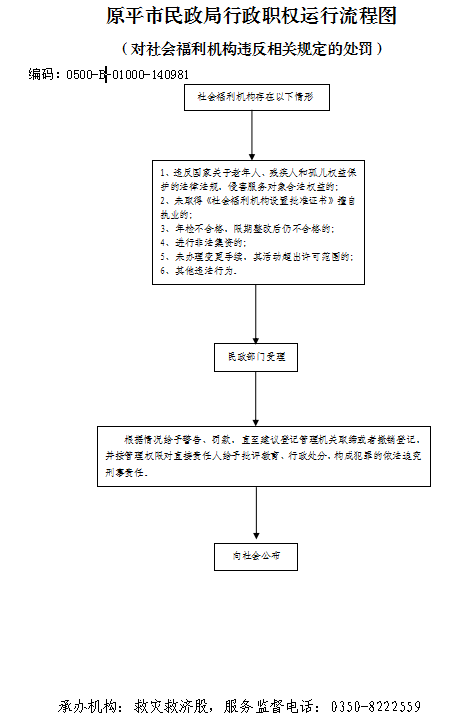 原平市民政局行政职权运行流程图
（对社会福利机构违反相关规定的处罚）
编码：0500-B-01000-140981
社会福利机构存在以下情形
1、违反国家关于老年人、残疾人和孤儿权益保
护的法律法规，侵害服务对象合法权益的；
2、未取得《社会福利机构设置批准证书》擅自
执业的；
3、年检不合格，限期整改后仍不合格的；
4、进行非法集资的；
5、未办理变更手续，其活动超出许可范围的；
6、其他违法行为.
民政部门受理
根据情况给予警告、罚款，直至建议登记管理机关取缔或者撤销登记，
并按管理权限对直接责任人给予批评教育、行政处分，构成犯罪的依法追究
刑事责任.
向社会公布
承办机构：救灾救济股，服务监督电话：0350-8222559